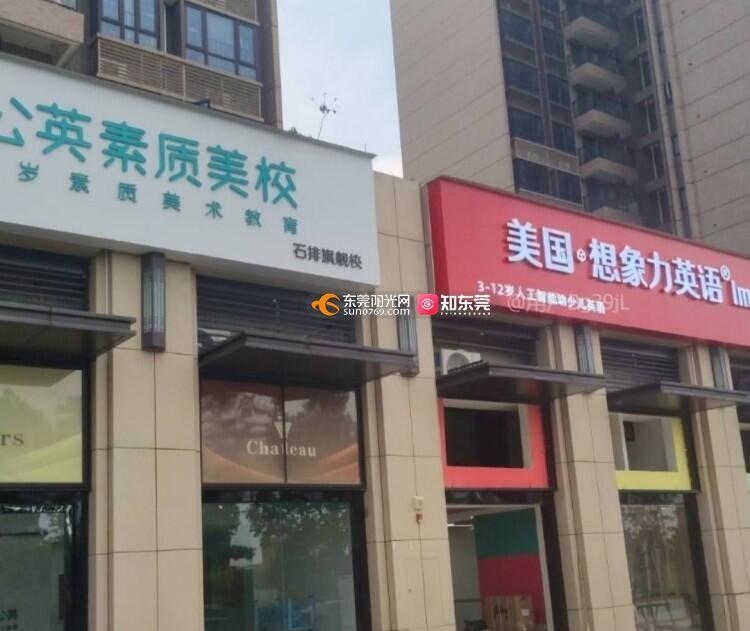 公英素质美校
岁素质美术教育
石排旗舰校
美国·想象力英语® Im
3-12岁人工智能幼少儿英语
东莞阳光网
sun0769.com
知东莞
rs
Chateau